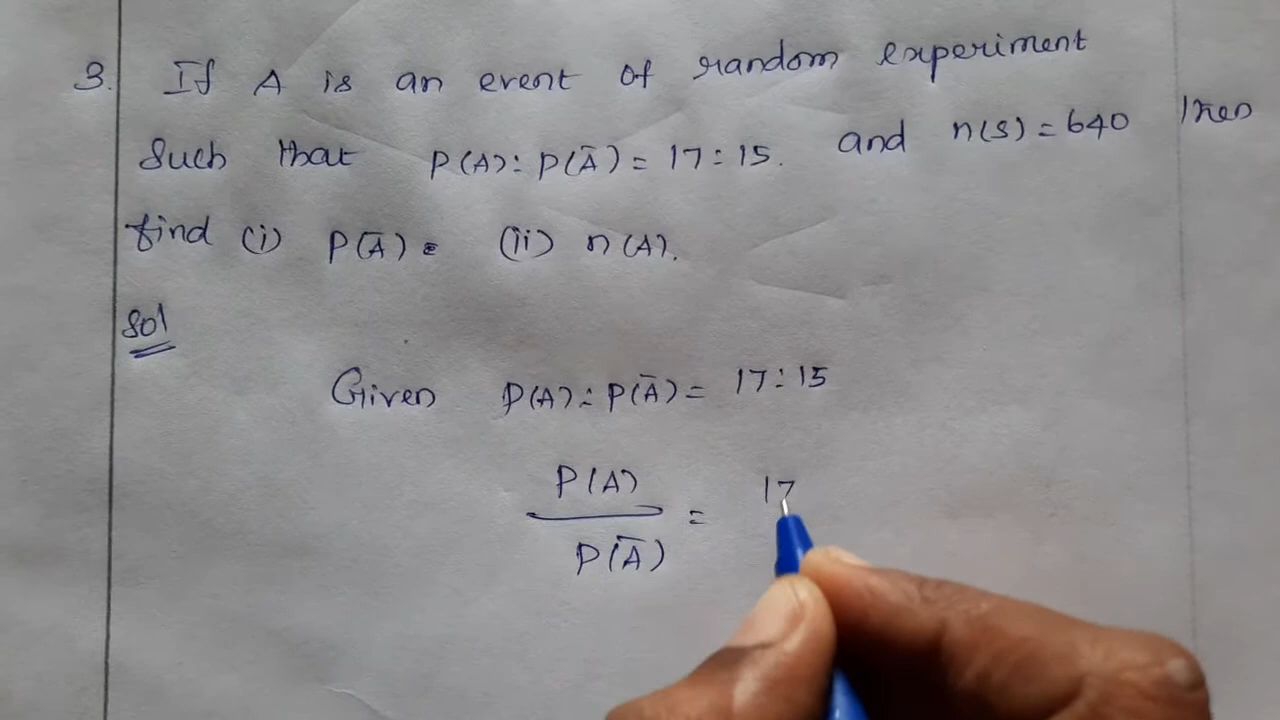 3. If A is an event of random experiment
Such that P(A): P(Ā) = 17:15. and n(s) = 640 then
find (i) P(Ā) = (ii) n(A).
Sol
Given P(A): P(Ā) = 17:15
P(A)
P(Ā)
= 17